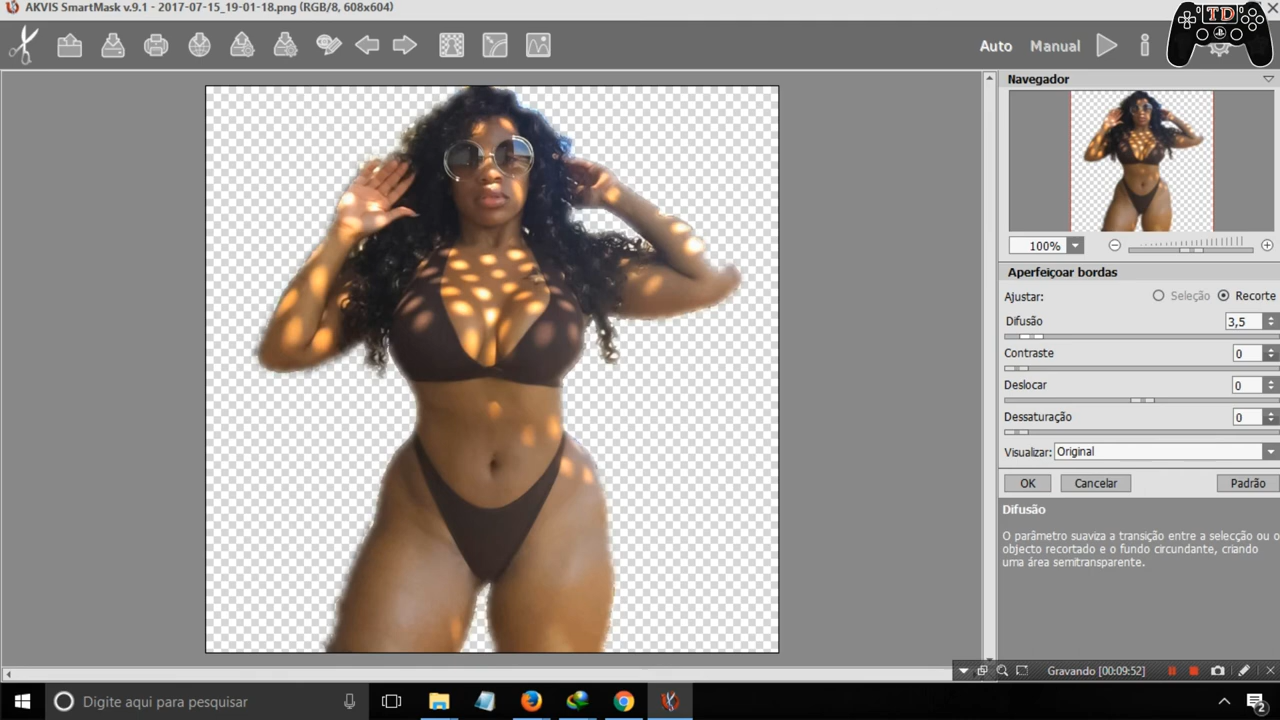 AKVIS SmartMask v.9.1 - 2017-07-15_19-01-18.png (RGB/8, 608x604)
TD
Auto Manual
Navegador
100%
Aperfeiçoar bordas
Ajustar: Seleção Recorte
Difusão 3,5
Contraste 0
Deslocar 0
Dessaturação 0
Visualizar: Original
OK Cancelar Padrão
Difusão
O parâmetro suaviza a transição entre a selecção ou o
objecto recortado e o fundo circundante, criando
uma área semitransparente.
Gravando [00:09:52]
Digite aqui para pesquisar
2